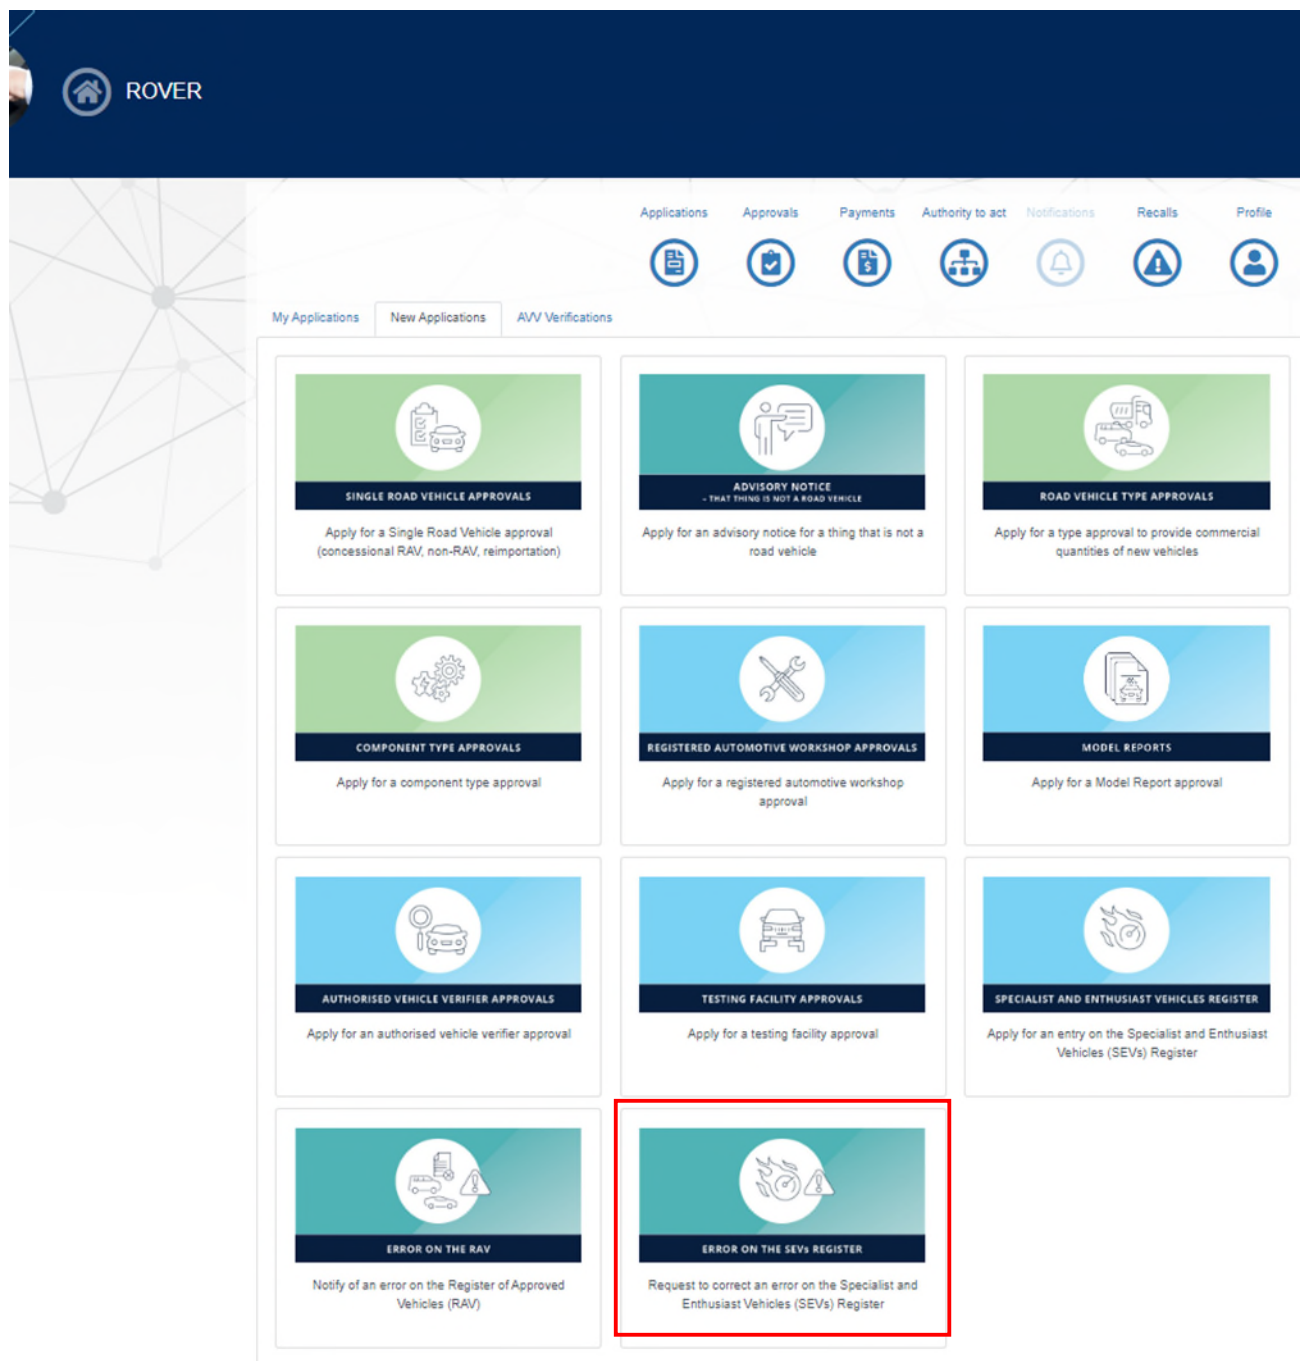 ROVER
Applications Approvals Payments Authority to act Notifications Recalls Profile
My Applications New Applications AVV Verifications
SINGLE ROAD VEHICLE APPROVALS
Apply for a Single Road Vehicle approval
(concessional RAV, non-RAV, reimportation)
ADVISORY NOTICE
- THAT THING IS NOT A ROAD VEHICLE
Apply for an advisory notice for a thing that is not a
road vehicle
ROAD VEHICLE TYPE APPROVALS
Apply for a type approval to provide commercial
quantities of new vehicles
COMPONENT TYPE APPROVALS
Apply for a component type approval
REGISTERED AUTOMOTIVE WORKSHOP APPROVALS
Apply for a registered automotive workshop
approval
MODEL REPORTS
Apply for a Model Report approval
AUTHORISED VEHICLE VERIFIER APPROVALS
Apply for an authorised vehicle verifier approval
TESTING FACILITY APPROVALS
Apply for a testing facility approval
SPECIALIST AND ENTHUSIAST VEHICLES REGISTER
Apply for an entry on the Specialist and Enthusiast
Vehicles (SEVs) Register
ERROR ON THE RAV
Notify of an error on the Register of Approved
Vehicles (RAV)
ERROR ON THE SEVs REGISTER
Request to correct an error on the Specialist and
Enthusiast Vehicles (SEVs) Register